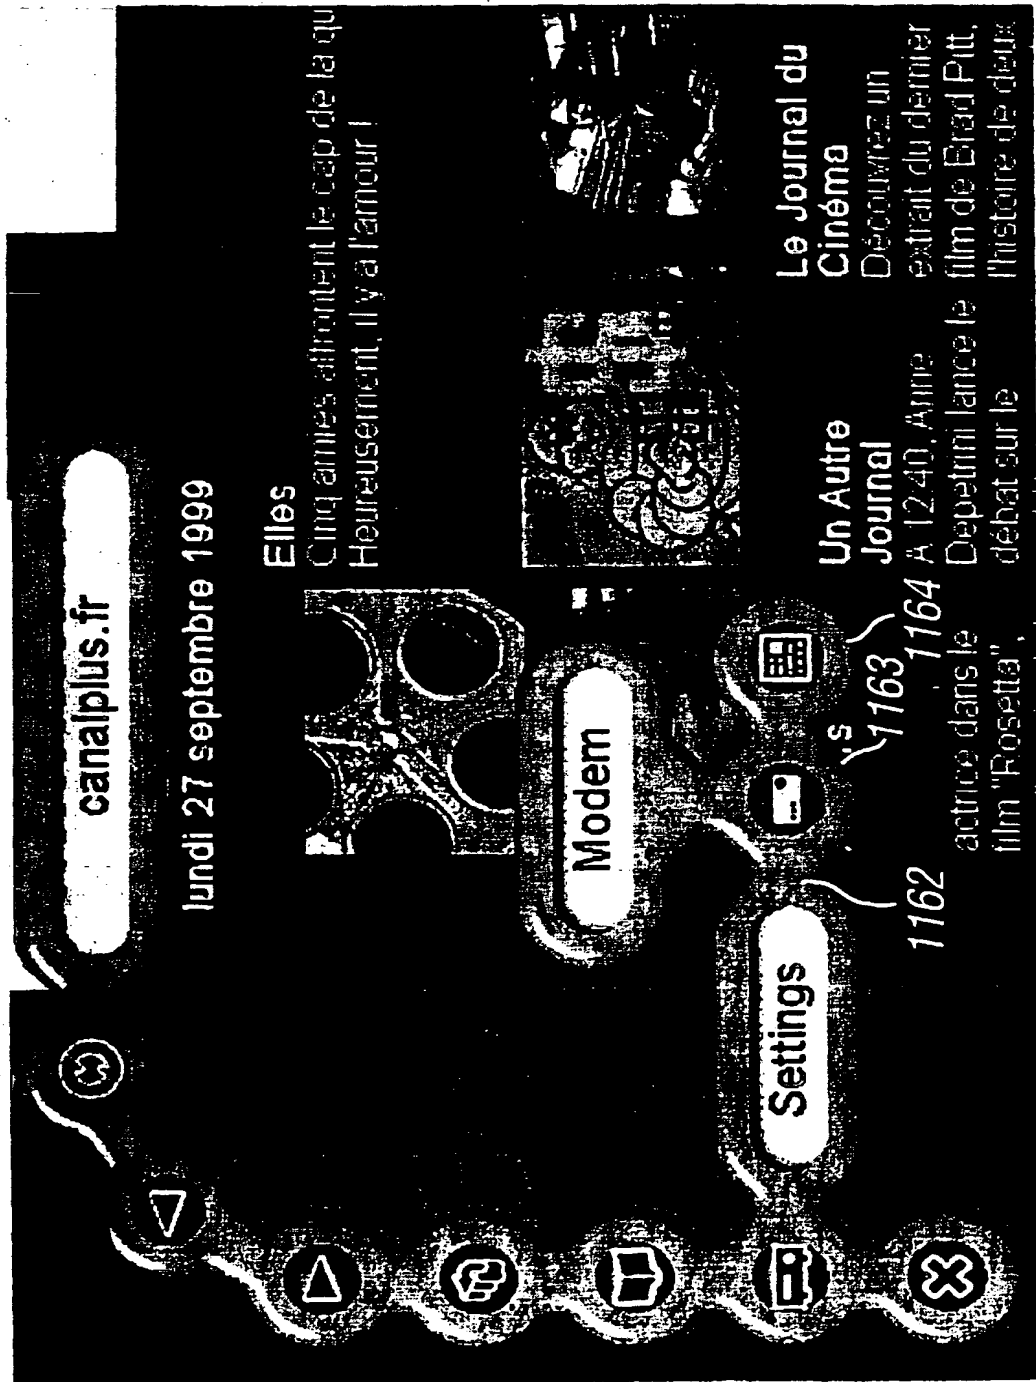 canalplus.fr
lundi 27 septembre 1999
Elles
Cinq amies affrontent le cap de la qu
Heureusement, il y a l'amour !
Modem
Settings
1162
1163
1164
's
actrice dans le
film "Rosetta",
Un Autre
Journal
A 12:40, Anne
Depetrini lance le
débat sur le
Le Journal du
Cinéma
Découvrez un
extrait du dernier
film de Brad Pitt,
l'histoire de deux